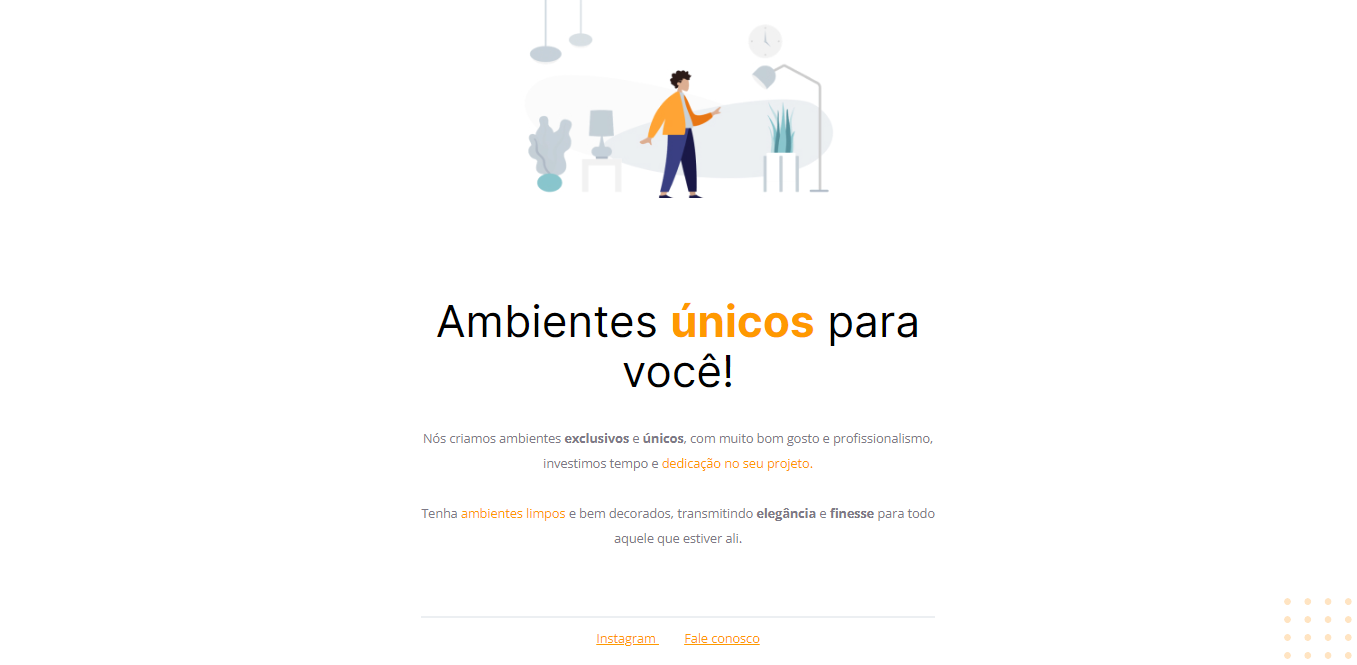 Ambientes únicos para
você!
Nós criamos ambientes exclusivos e únicos, com muito bom gosto e profissionalismo,
investimos tempo e dedicação no seu projeto.
Tenha ambientes limpos e bem decorados, transmitindo elegância e finesse para todo
aquele que estiver ali.
Instagram Fale conosco